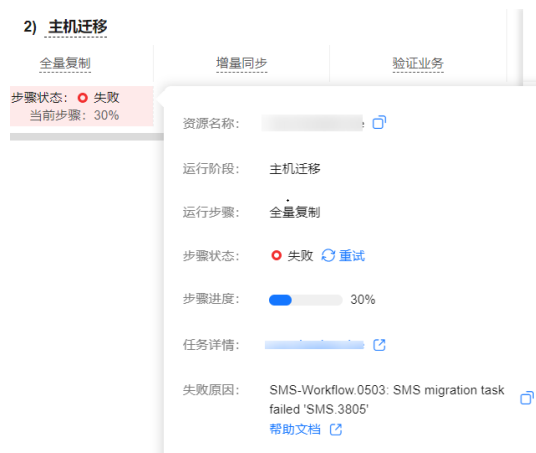 2) 主机迁移
全量复制 增量同步 验证业务
步骤状态: 失败
当前步骤: 30%
资源名称:
运行阶段: 主机迁移
运行步骤: 全量复制
步骤状态: 失败 重试
步骤进度: 30%
任务详情:
失败原因: SMS-Workflow.0503: SMS migration task
failed 'SMS.3805'
帮助文档